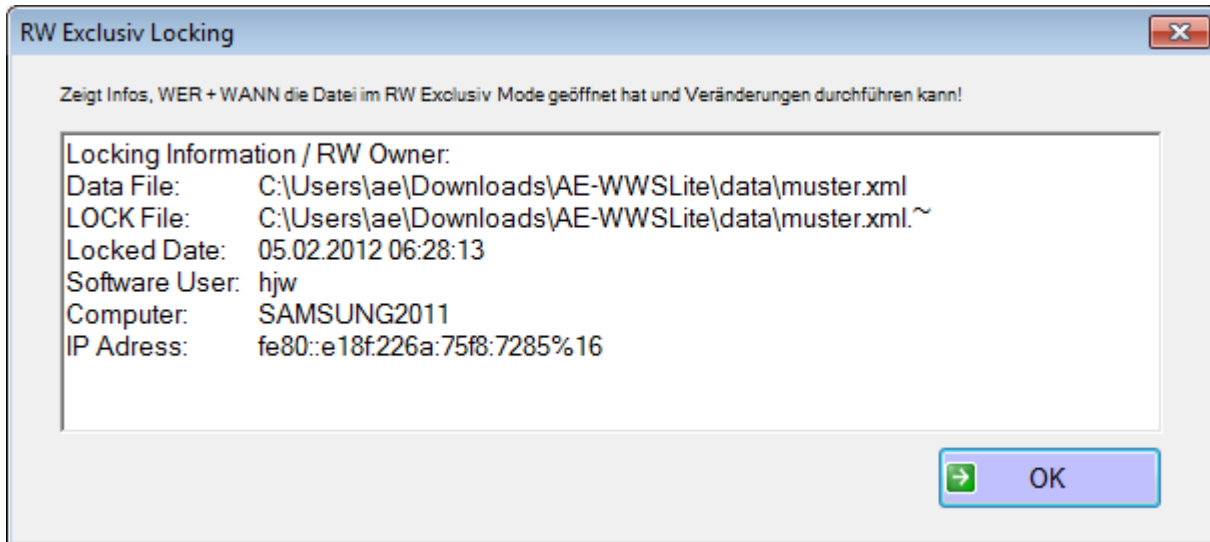 RW Exclusiv Locking
Zeigt Infos, WER + WANN die Datei im RW Exclusiv Mode geöffnet hat und Veränderungen durchführen kann!
Locking Information / RW Owner:
Data File: C:\Users\ae\Downloads\AE-WWSLite\data\muster.xml
LOCK File: C:\Users\ae\Downloads\AE-WWSLite\data\muster.xml.~
Locked Date: 05.02.2012 06:28:13
Software User: hjw
Computer: SAMSUNG2011
IP Adress: fe80::e18f:226a:75f8:7285%16
OK